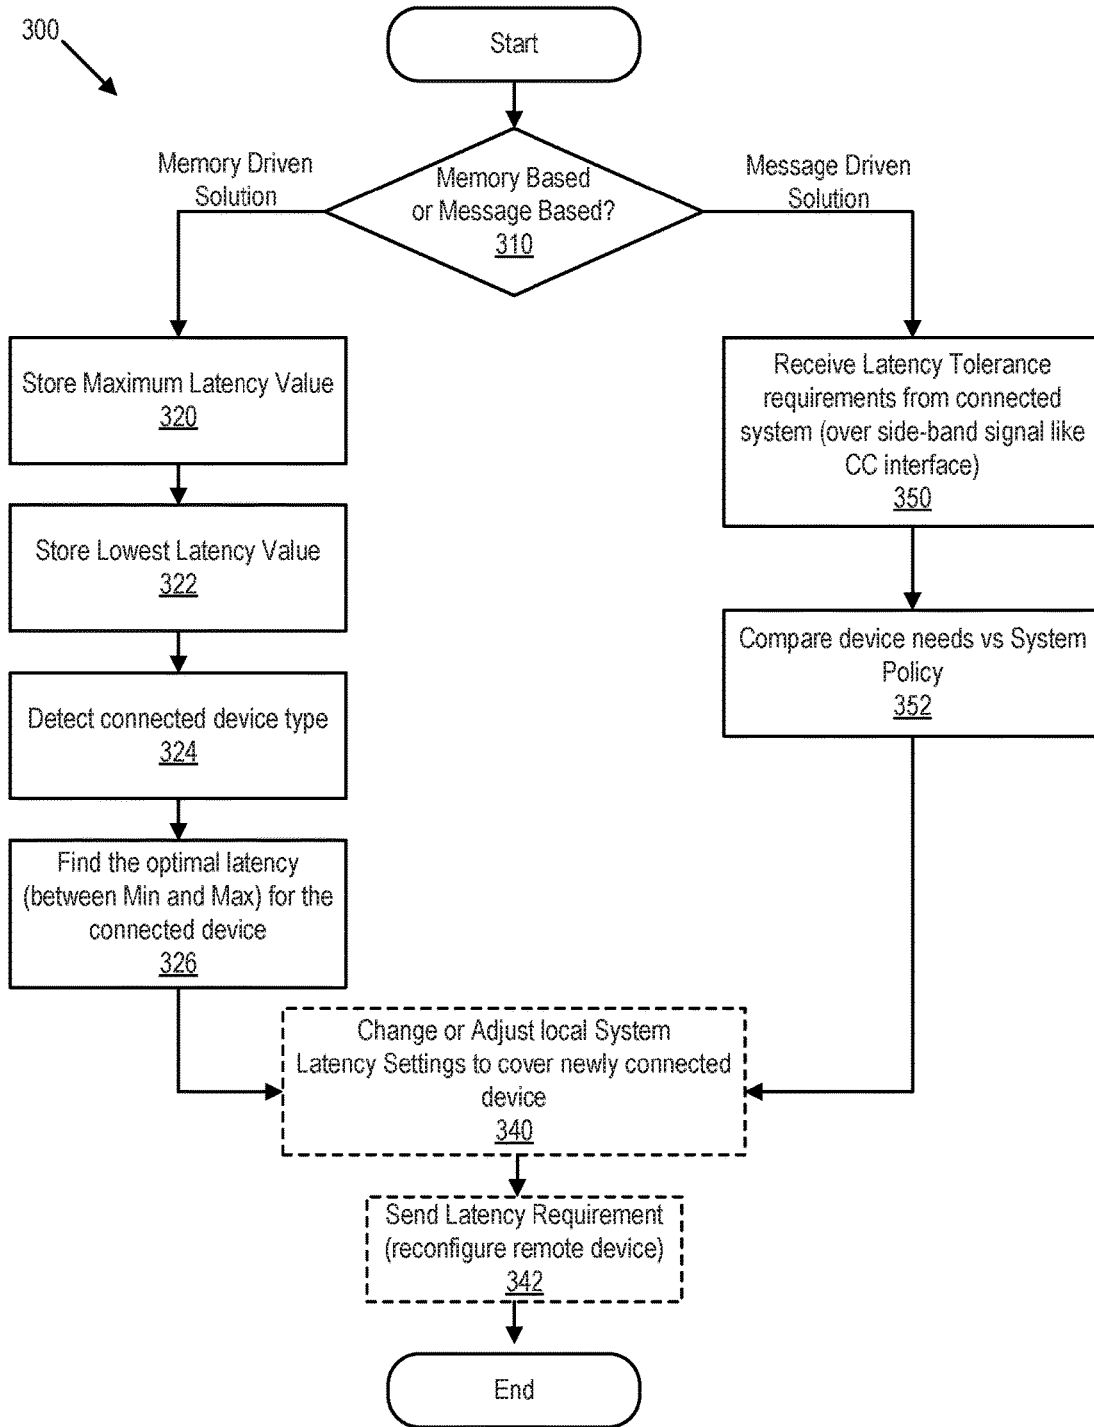 300
Start
Memory Driven
Solution
Memory Based
or Message Based?
310
Message Driven
Solution
Store Maximum Latency Value
320
Store Lowest Latency Value
322
Detect connected device type
324
Find the optimal latency
(between Min and Max) for the
connected device
326
Receive Latency Tolerance
requirements from connected
system (over side-band signal like
CC interface)
350
Compare device needs vs System
Policy
352
Change or Adjust local System
Latency Settings to cover newly connected
device
340
Send Latency Requirement
(reconfigure remote device)
342
End